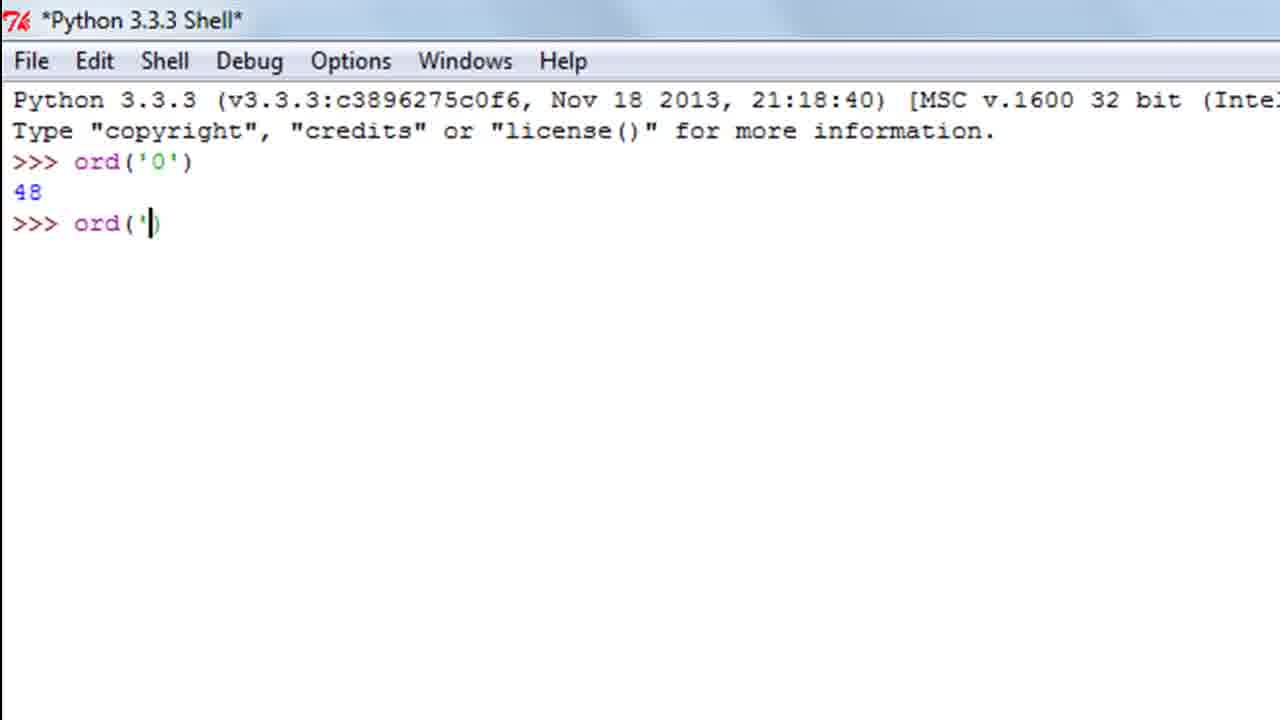 *Python 3.3.3 Shell*
File Edit Shell Debug Options Windows Help
Python 3.3.3 (v3.3.3:c3896275c0f6, Nov 18 2013, 21:18:40) [MSC v.1600 32 bit (Intel
Type "copyright", "credits" or "license()" for more information.
>>> ord('0')
48
>>> ord(')